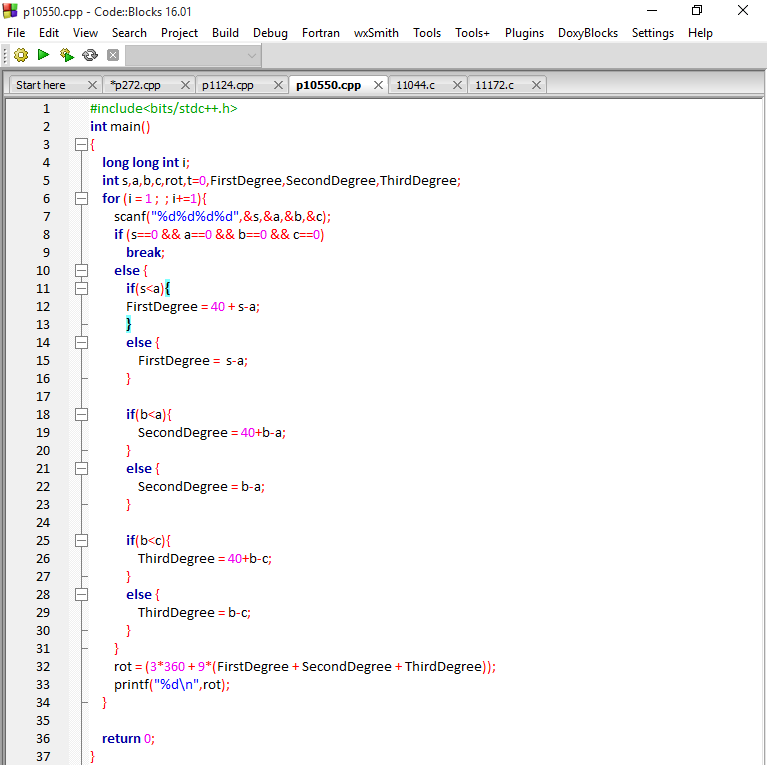 p10550.cpp - Code::Blocks 16.01
File Edit View Search Project Build Debug Fortran wxSmith Tools Tools+ Plugins DoxyBlocks Settings Help
Start here *p272.cpp p1124.cpp p10550.cpp 11044.c 11172.c
1 #include<bits/stdc++.h>
2 int main()
3 {
4 long long int i;
5 int s,a,b,c,rot,t=0,FirstDegree,SecondDegree,ThirdDegree;
6 for (i = 1 ; ; i+=1){
7 scanf("%d%d%d%d",&s,&a,&b,&c);
8 if (s==0 && a==0 && b==0 && c==0)
9 break;
10 else {
11 if(s<a){
12 FirstDegree = 40 + s-a;
13 }
14 else {
15 FirstDegree = s-a;
16 }
17
18 if(b<a){
19 SecondDegree = 40+b-a;
20 }
21 else {
22 SecondDegree = b-a;
23 }
24
25 if(b<c){
26 ThirdDegree = 40+b-c;
27 }
28 else {
29 ThirdDegree = b-c;
30 }
31 }
32 rot = (3*360 + 9*(FirstDegree + SecondDegree + ThirdDegree));
33 printf("%d\n",rot);
34 }
35
36 return 0;
37 }